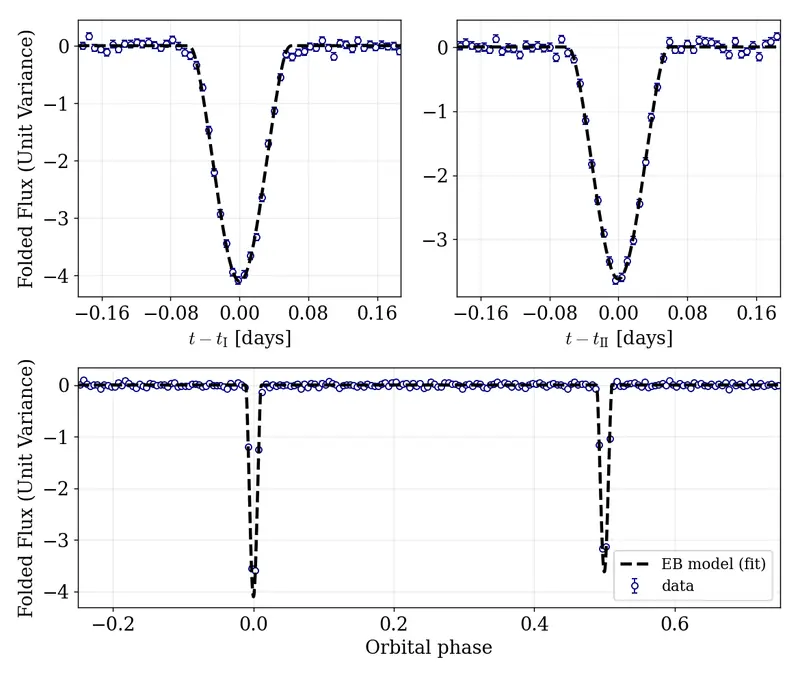 Folded Flux (Unit Variance)
0
−1
−2
−3
−4
−0.16 −0.08 0.00 0.08 0.16
t − tI [days]
0
−1
−2
−3
−0.16 −0.08 0.00 0.08 0.16
t − tII [days]
Folded Flux (Unit Variance)
0
−1
−2
−3
−4
EB model (fit)
data
−0.2 0.0 0.2 0.4 0.6
Orbital phase